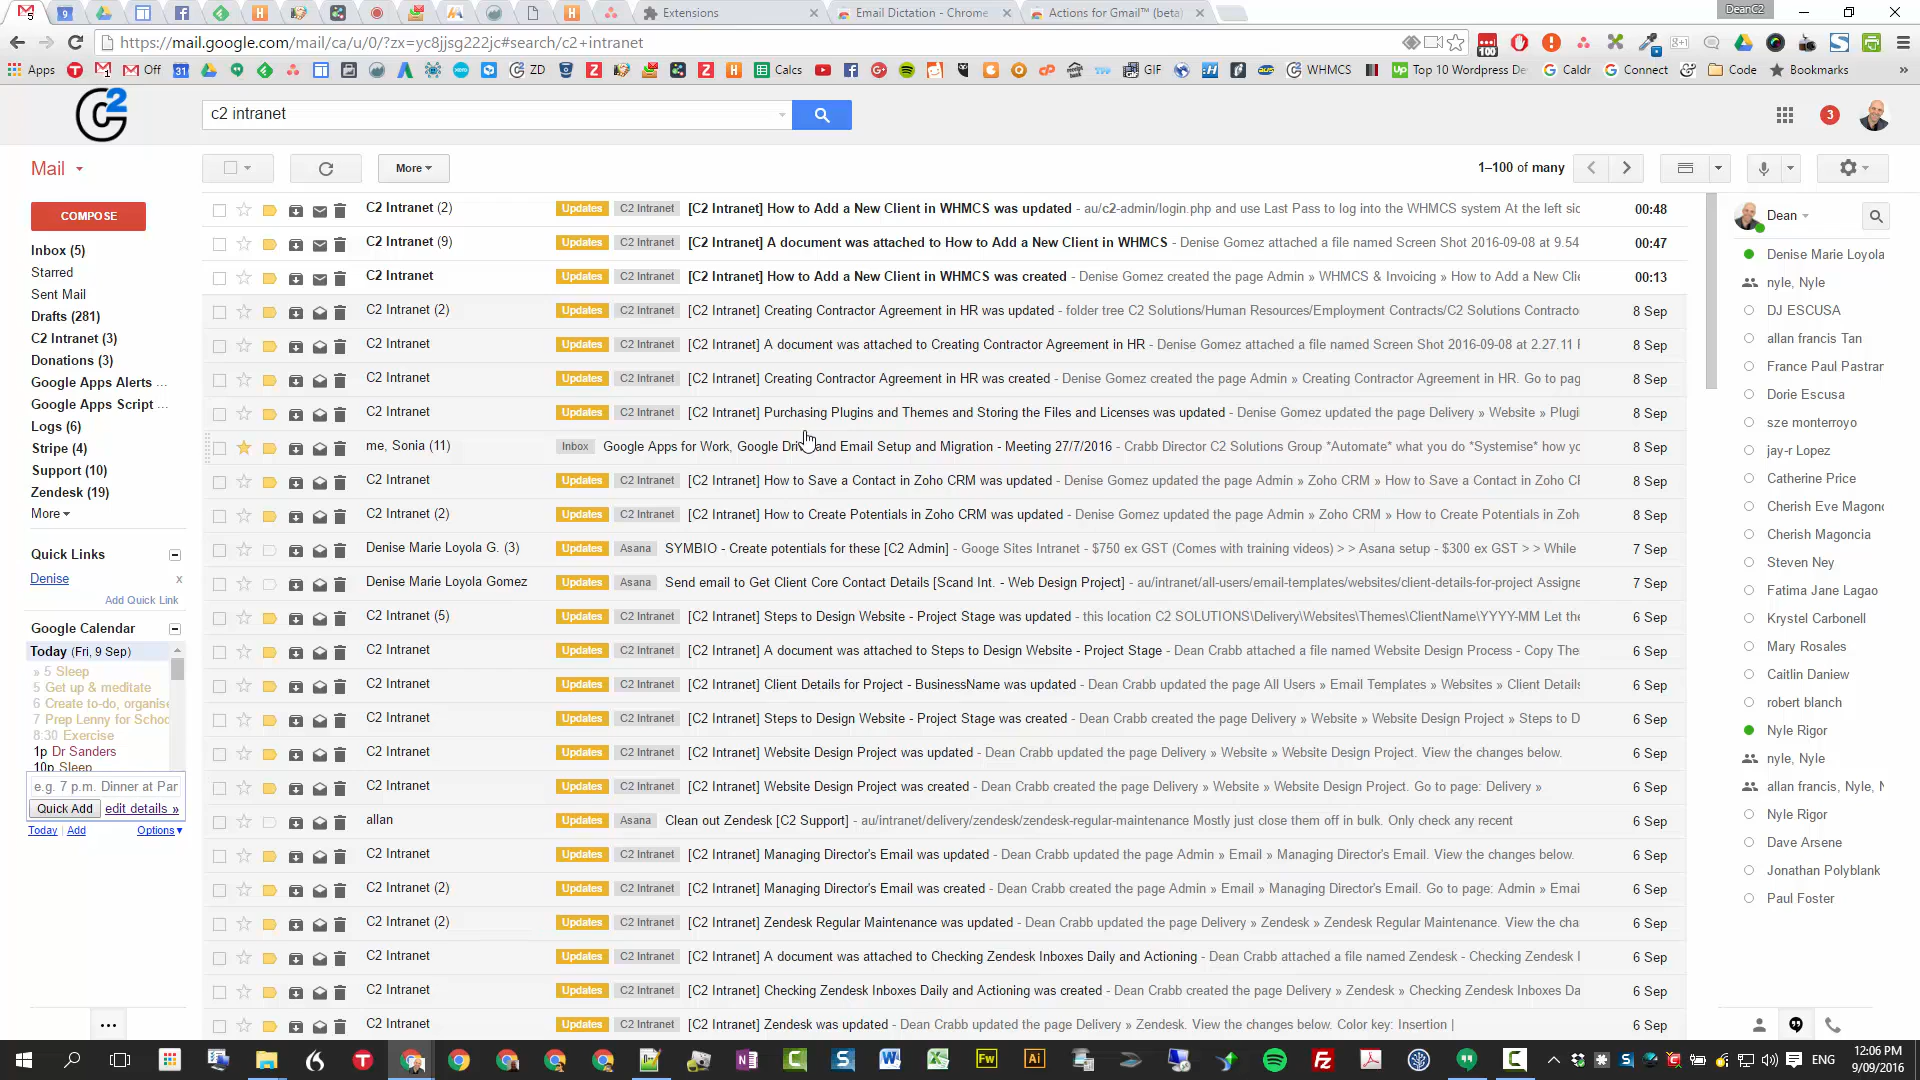 Extensions
Email Dictation - Chrome
Actions for Gmail™ (beta)
DeanC2
https://mail.google.com/mail/ca/u/0/?zx=yc8jjsg222jc#search/c2+intranet
Apps
Off
ZD
Calcs
GIF
WHMCS
Top 10 Wordpress De
Caldr
Connect
Code
Bookmarks
c2 intranet
3
Mail
More
1–100 of many
COMPOSE
Inbox (5)
Starred
Sent Mail
Drafts (281)
C2 Intranet (3)
Donations (3)
Google Apps Alerts ...
Google Apps Script ...
Logs (6)
Stripe (4)
Support (10)
Zendesk (19)
More
Quick Links
Denise x
Add Quick Link
Google Calendar
Today (Fri, 9 Sep)
» 5 Sleep
5 Get up & meditate
6 Create to-do, organise
7 Prep Lenny for Schoo
8:30 Exercise
1p Dr Sanders
10p Sleep
e.g. 7 p.m. Dinner at Par
Quick Add edit details »
Today | Add Options▼
C2 Intranet (2) Updates C2 Intranet [C2 Intranet] How to Add a New Client in WHMCS was updated - au/c2-admin/login.php and use Last Pass to log into the WHMCS system At the left sic 00:48
C2 Intranet (9) Updates C2 Intranet [C2 Intranet] A document was attached to How to Add a New Client in WHMCS - Denise Gomez attached a file named Screen Shot 2016-09-08 at 9.54 00:47
C2 Intranet Updates C2 Intranet [C2 Intranet] How to Add a New Client in WHMCS was created - Denise Gomez created the page Admin » WHMCS & Invoicing » How to Add a New Clie 00:13
C2 Intranet (2) Updates C2 Intranet [C2 Intranet] Creating Contractor Agreement in HR was updated - folder tree C2 Solutions/Human Resources/Employment Contracts/C2 Solutions Contracto 8 Sep
C2 Intranet Updates C2 Intranet [C2 Intranet] A document was attached to Creating Contractor Agreement in HR - Denise Gomez attached a file named Screen Shot 2016-09-08 at 2.27.11 F 8 Sep
C2 Intranet Updates C2 Intranet [C2 Intranet] Creating Contractor Agreement in HR was created - Denise Gomez created the page Admin » Creating Contractor Agreement in HR. Go to pag 8 Sep
C2 Intranet Updates C2 Intranet [C2 Intranet] Purchasing Plugins and Themes and Storing the Files and Licenses was updated - Denise Gomez updated the page Delivery » Website » Plugi 8 Sep
me, Sonia (11) Inbox Google Apps for Work, Google Driv and Email Setup and Migration - Meeting 27/7/2016 - Crabb Director C2 Solutions Group *Automate* what you do *Systemise* how yc 8 Sep
C2 Intranet Updates C2 Intranet [C2 Intranet] How to Save a Contact in Zoho CRM was updated - Denise Gomez updated the page Admin » Zoho CRM » How to Save a Contact in Zoho CF 8 Sep
C2 Intranet (2) Updates C2 Intranet [C2 Intranet] How to Create Potentials in Zoho CRM was updated - Denise Gomez updated the page Admin » Zoho CRM » How to Create Potentials in Zoh 8 Sep
Denise Marie Loyola G. (3) Updates Asana SYMBIO - Create potentials for these [C2 Admin] - Googe Sites Intranet - $750 ex GST (Comes with training videos) > > Asana setup - $300 ex GST > > While 7 Sep
Denise Marie Loyola Gomez Updates Asana Send email to Get Client Core Contact Details [Scand Int. - Web Design Project] - au/intranet/all-users/email-templates/websites/client-details-for-project Assigne 7 Sep
C2 Intranet (5) Updates C2 Intranet [C2 Intranet] Steps to Design Website - Project Stage was updated - this location C2 SOLUTIONS\Delivery\Websites\Themes\ClientName\YYYY-MM Let the 6 Sep
C2 Intranet Updates C2 Intranet [C2 Intranet] A document was attached to Steps to Design Website - Project Stage - Dean Crabb attached a file named Website Design Process - Copy The 6 Sep
C2 Intranet Updates C2 Intranet [C2 Intranet] Client Details for Project - BusinessName was updated - Dean Crabb updated the page All Users » Email Templates » Websites » Client Details 6 Sep
C2 Intranet Updates C2 Intranet [C2 Intranet] Steps to Design Website - Project Stage was created - Dean Crabb created the page Delivery » Website » Website Design Project » Steps to D 6 Sep
C2 Intranet Updates C2 Intranet [C2 Intranet] Website Design Project was updated - Dean Crabb updated the page Delivery » Website » Website Design Project. View the changes below. 6 Sep
C2 Intranet Updates C2 Intranet [C2 Intranet] Website Design Project was created - Dean Crabb created the page Delivery » Website » Website Design Project. Go to page: Delivery » 6 Sep
allan Updates Asana Clean out Zendesk [C2 Support] - au/intranet/delivery/zendesk/zendesk-regular-maintenance Mostly just close them off in bulk. Only check any recent 6 Sep
C2 Intranet Updates C2 Intranet [C2 Intranet] Managing Director's Email was updated - Dean Crabb updated the page Admin » Email » Managing Director's Email. View the changes below. 6 Sep
C2 Intranet (2) Updates C2 Intranet [C2 Intranet] Managing Director's Email was created - Dean Crabb created the page Admin » Email » Managing Director's Email. Go to page: Admin » Emai 6 Sep
C2 Intranet (2) Updates C2 Intranet [C2 Intranet] Zendesk Regular Maintenance was updated - Dean Crabb updated the page Delivery » Zendesk » Zendesk Regular Maintenance. View the cha 6 Sep
C2 Intranet Updates C2 Intranet [C2 Intranet] A document was attached to Checking Zendesk Inboxes Daily and Actioning - Dean Crabb attached a file named Zendesk - Checking Zendesk I 6 Sep
C2 Intranet Updates C2 Intranet [C2 Intranet] Checking Zendesk Inboxes Daily and Actioning was created - Dean Crabb created the page Delivery » Zendesk » Checking Zendesk Inboxes Da 6 Sep
C2 Intranet Updates C2 Intranet [C2 Intranet] Zendesk was updated - Dean Crabb updated the page Delivery » Zendesk. View the changes below. Color key: Insertion | 6 Sep
Dean
Denise Marie Loyola
nyle, Nyle
DJ ESCUSA
allan francis Tan
France Paul Pastrar
Dorie Escusa
sze monterroyo
jay-r Lopez
Catherine Price
Cherish Eve Magonc
Cherish Magoncia
Steven Ney
Fatima Jane Lagao
Krystel Carbonell
Mary Rosales
Caitlin Daniew
robert blanch
Nyle Rigor
nyle, Nyle
allan francis, Nyle, N
Nyle Rigor
Dave Arsene
Jonathan Polyblank
Paul Foster
ENG
12:06 PM
9/09/2016